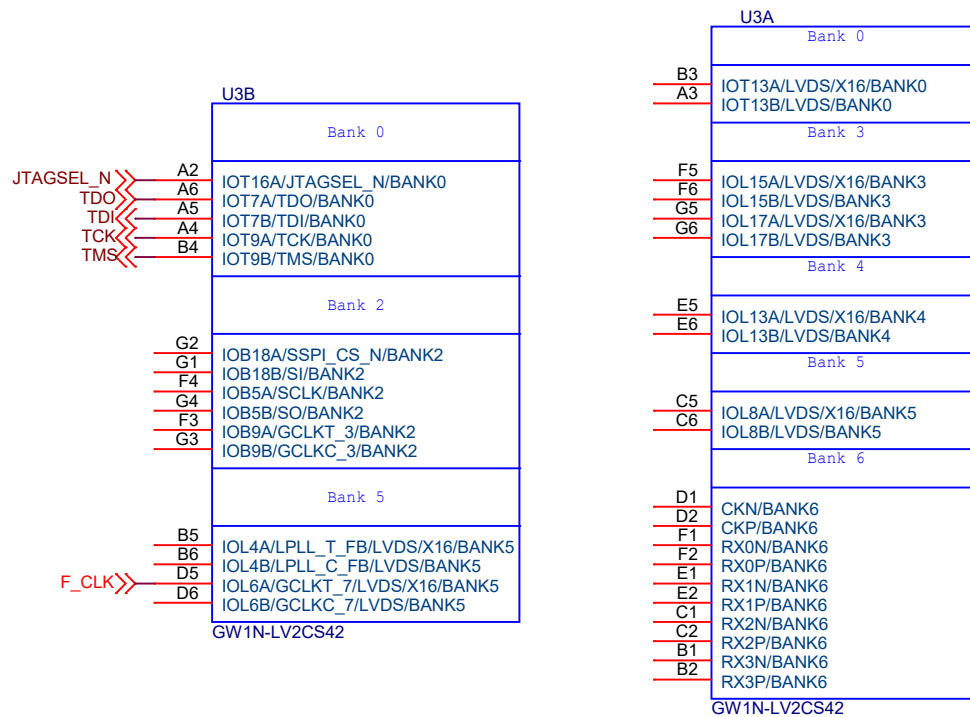 U3B
Bank 0
JTAGSEL_N A2 IOT16A/JTAGSEL_N/BANK0
TDO A6 IOT7A/TDO/BANK0
TDI A5 IOT7B/TDI/BANK0
TCK A4 IOT9A/TCK/BANK0
TMS B4 IOT9B/TMS/BANK0
Bank 2
G2 IOB18A/SSPI_CS_N/BANK2
G1 IOB18B/SI/BANK2
F4 IOB5A/SCLK/BANK2
G4 IOB5B/SO/BANK2
F3 IOB9A/GCLKT_3/BANK2
G3 IOB9B/GCLKC_3/BANK2
Bank 5
B5 IOL4A/LPLL_T_FB/LVDS/X16/BANK5
B6 IOL4B/LPLL_C_FB/LVDS/BANK5
F_CLK D5 IOL6A/GCLKT_7/LVDS/X16/BANK5
D6 IOL6B/GCLKC_7/LVDS/BANK5
GW1N-LV2CS42
U3A
Bank 0
B3 IOT13A/LVDS/X16/BANK0
A3 IOT13B/LVDS/BANK0
Bank 3
F5 IOL15A/LVDS/X16/BANK3
F6 IOL15B/LVDS/BANK3
G5 IOL17A/LVDS/X16/BANK3
G6 IOL17B/LVDS/BANK3
Bank 4
E5 IOL13A/LVDS/X16/BANK4
E6 IOL13B/LVDS/BANK4
Bank 5
C5 IOL8A/LVDS/X16/BANK5
C6 IOL8B/LVDS/BANK5
Bank 6
D1 CKN/BANK6
D2 CKP/BANK6
F1 RX0N/BANK6
F2 RX0P/BANK6
E1 RX1N/BANK6
E2 RX1P/BANK6
C1 RX2N/BANK6
C2 RX2P/BANK6
B1 RX3N/BANK6
B2 RX3P/BANK6
GW1N-LV2CS42